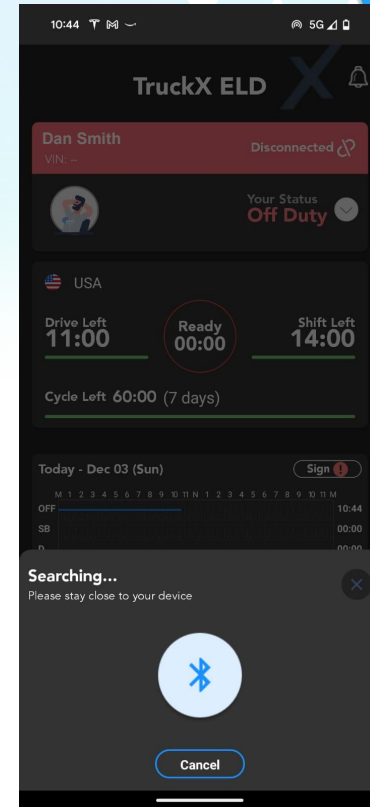 10:44 5G
TruckX ELD
Dan Smith
VIN: –
Disconnected
Your Status
Off Duty
USA
Drive Left
11:00
Ready
00:00
Shift Left
14:00
Cycle Left 60:00 (7 days)
Today - Dec 03 (Sun)
Sign !
M 1 2 3 4 5 6 7 8 9 10 11 N 1 2 3 4 5 6 7 8 9 10 11 M
OFF 10:44
SB 00:00
D 00:00
Searching...
Please stay close to your device
Cancel